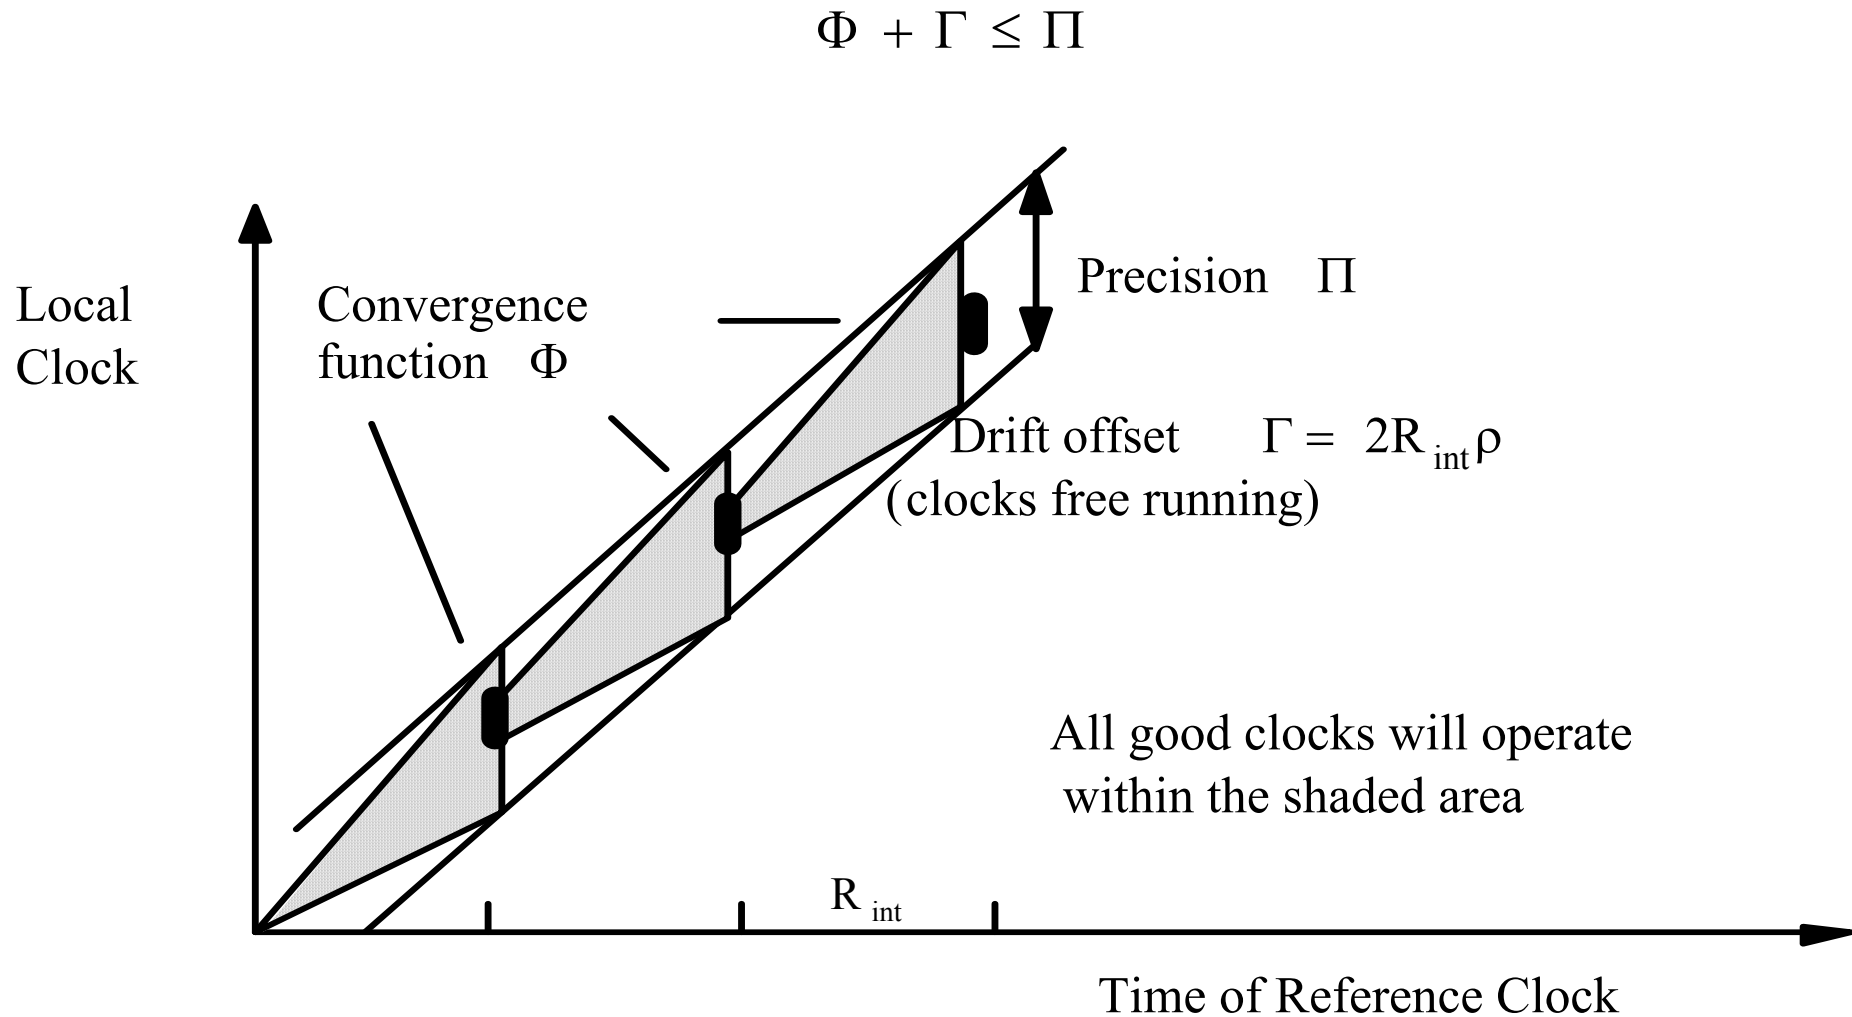 Φ + Γ ≤ Π
Local
Clock
Convergence
function Φ
Precision Π
Drift offset Γ = 2R int ρ
(clocks free running)
All good clocks will operate
within the shaded area
R int
Time of Reference Clock